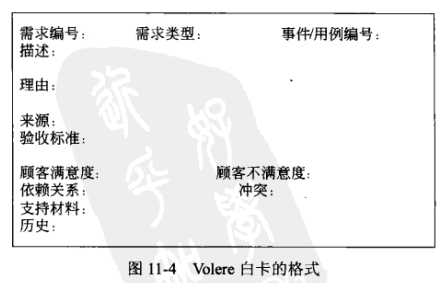 需求编号： 需求类型： 事件/用例编号：
描述：
理由：
来源：
验收标准：
顾客满意度： 顾客不满意度：
依赖关系： 冲突：
支持材料：
历史：
图 11-4 Volere 白卡的格式